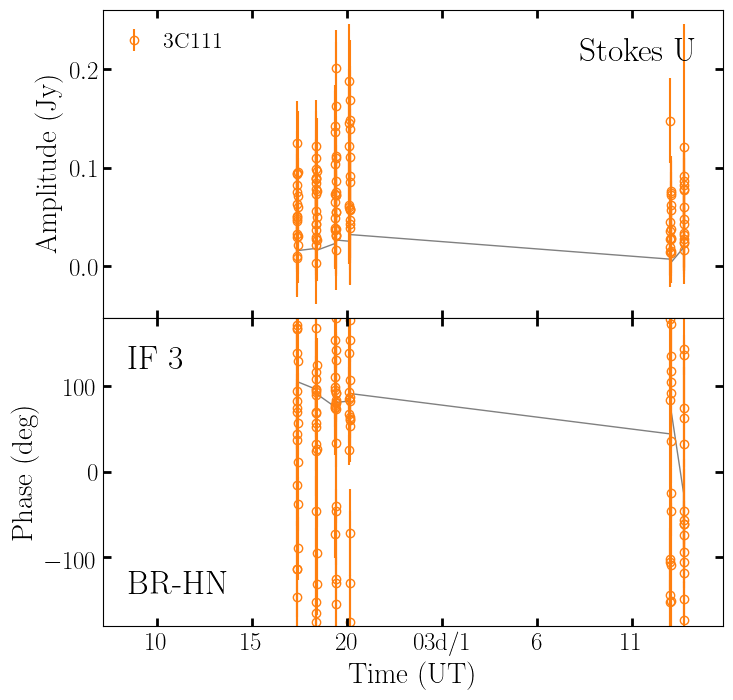 3C111
Stokes U
Amplitude (Jy)
0.2
0.1
0.0
IF 3
BR-HN
Phase (deg)
100
0
−100
10 15 20 03d/1 6 11
Time (UT)